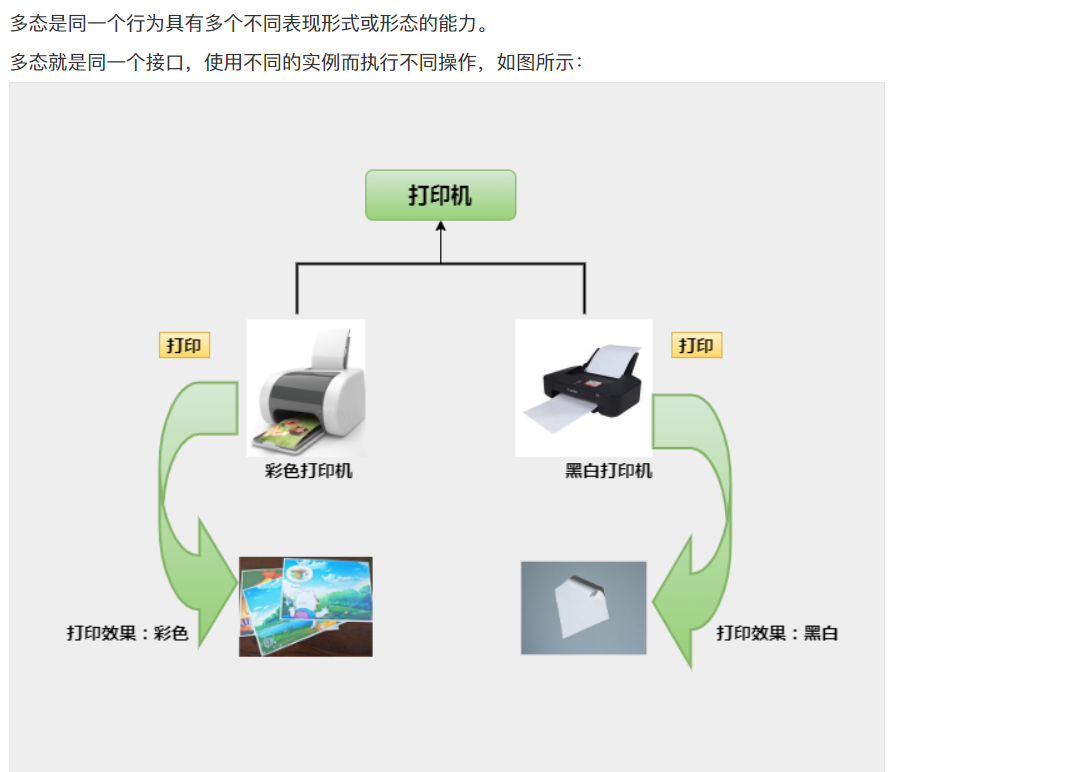 多态是同一个行为具有多个不同表现形式或形态的能力。
多态就是同一个接口，使用不同的实例而执行不同操作，如图所示：
打印机
打印
打印
彩色打印机
黑白打印机
打印效果：彩色
打印效果：黑白